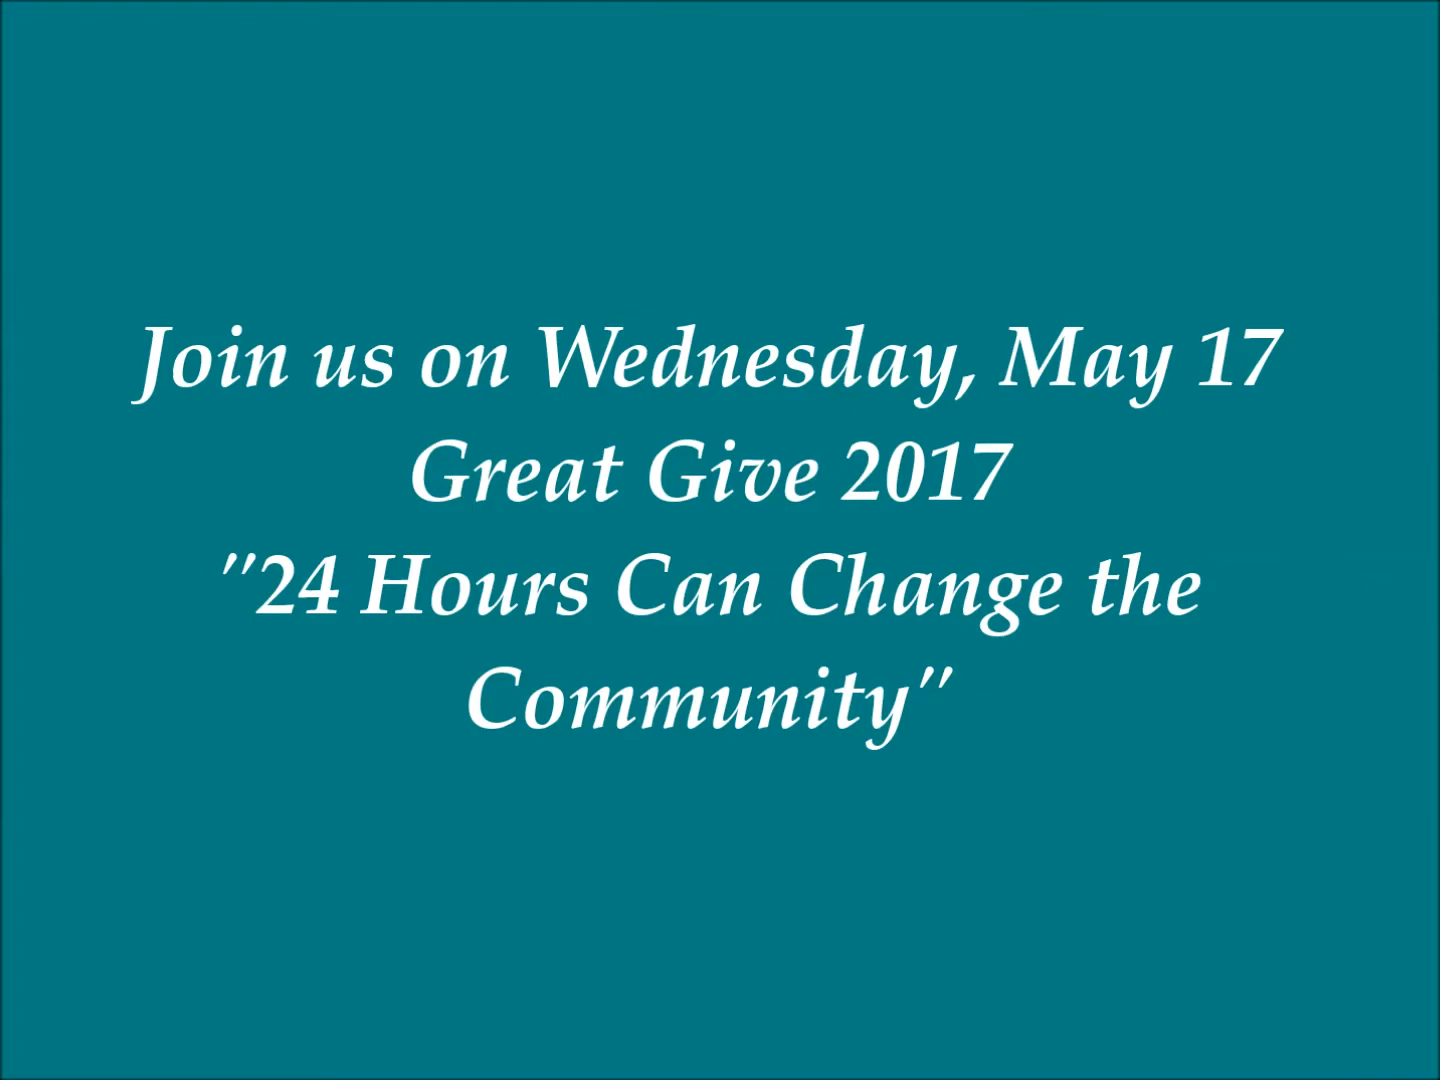 Join us on Wednesday, May 17
Great Give 2017
"24 Hours Can Change the
Community"